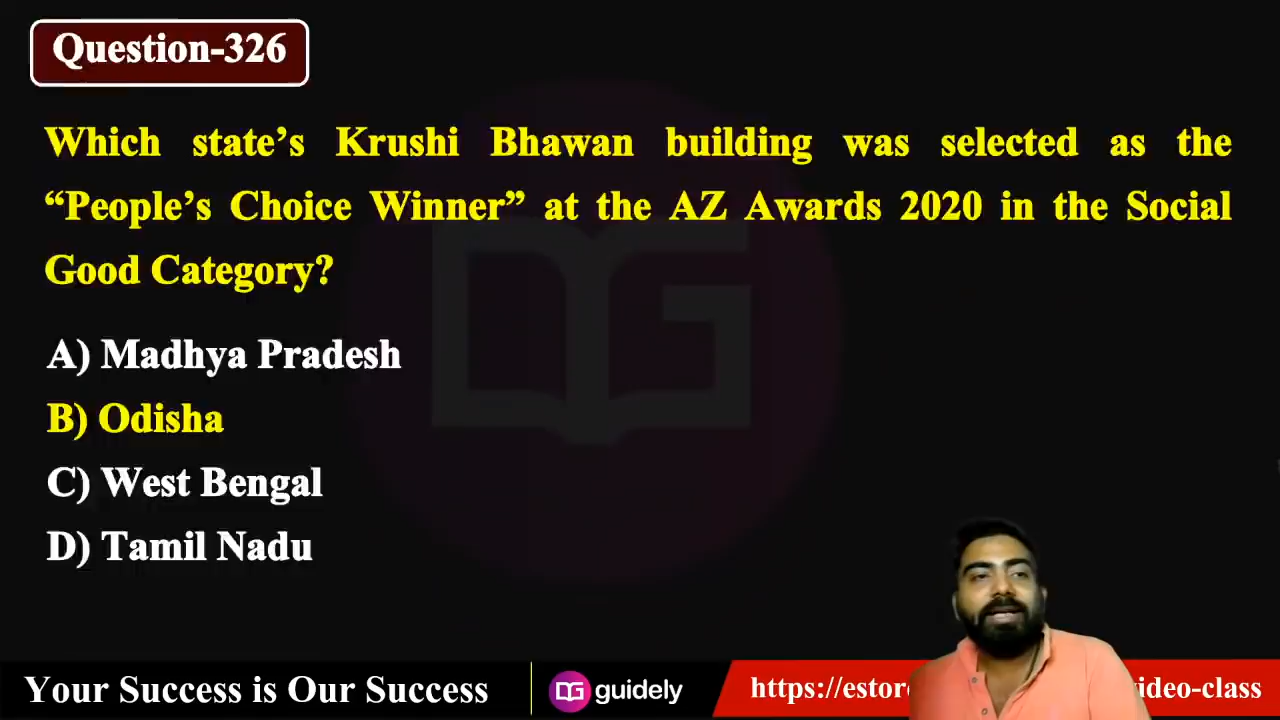 Question-326
Which state’s Krushi Bhawan building was selected as the
“People’s Choice Winner” at the AZ Awards 2020 in the Social
Good Category?
A) Madhya Pradesh
B) Odisha
C) West Bengal
D) Tamil Nadu
Your Success is Our Success
DG guidely
https://estor ideo-class